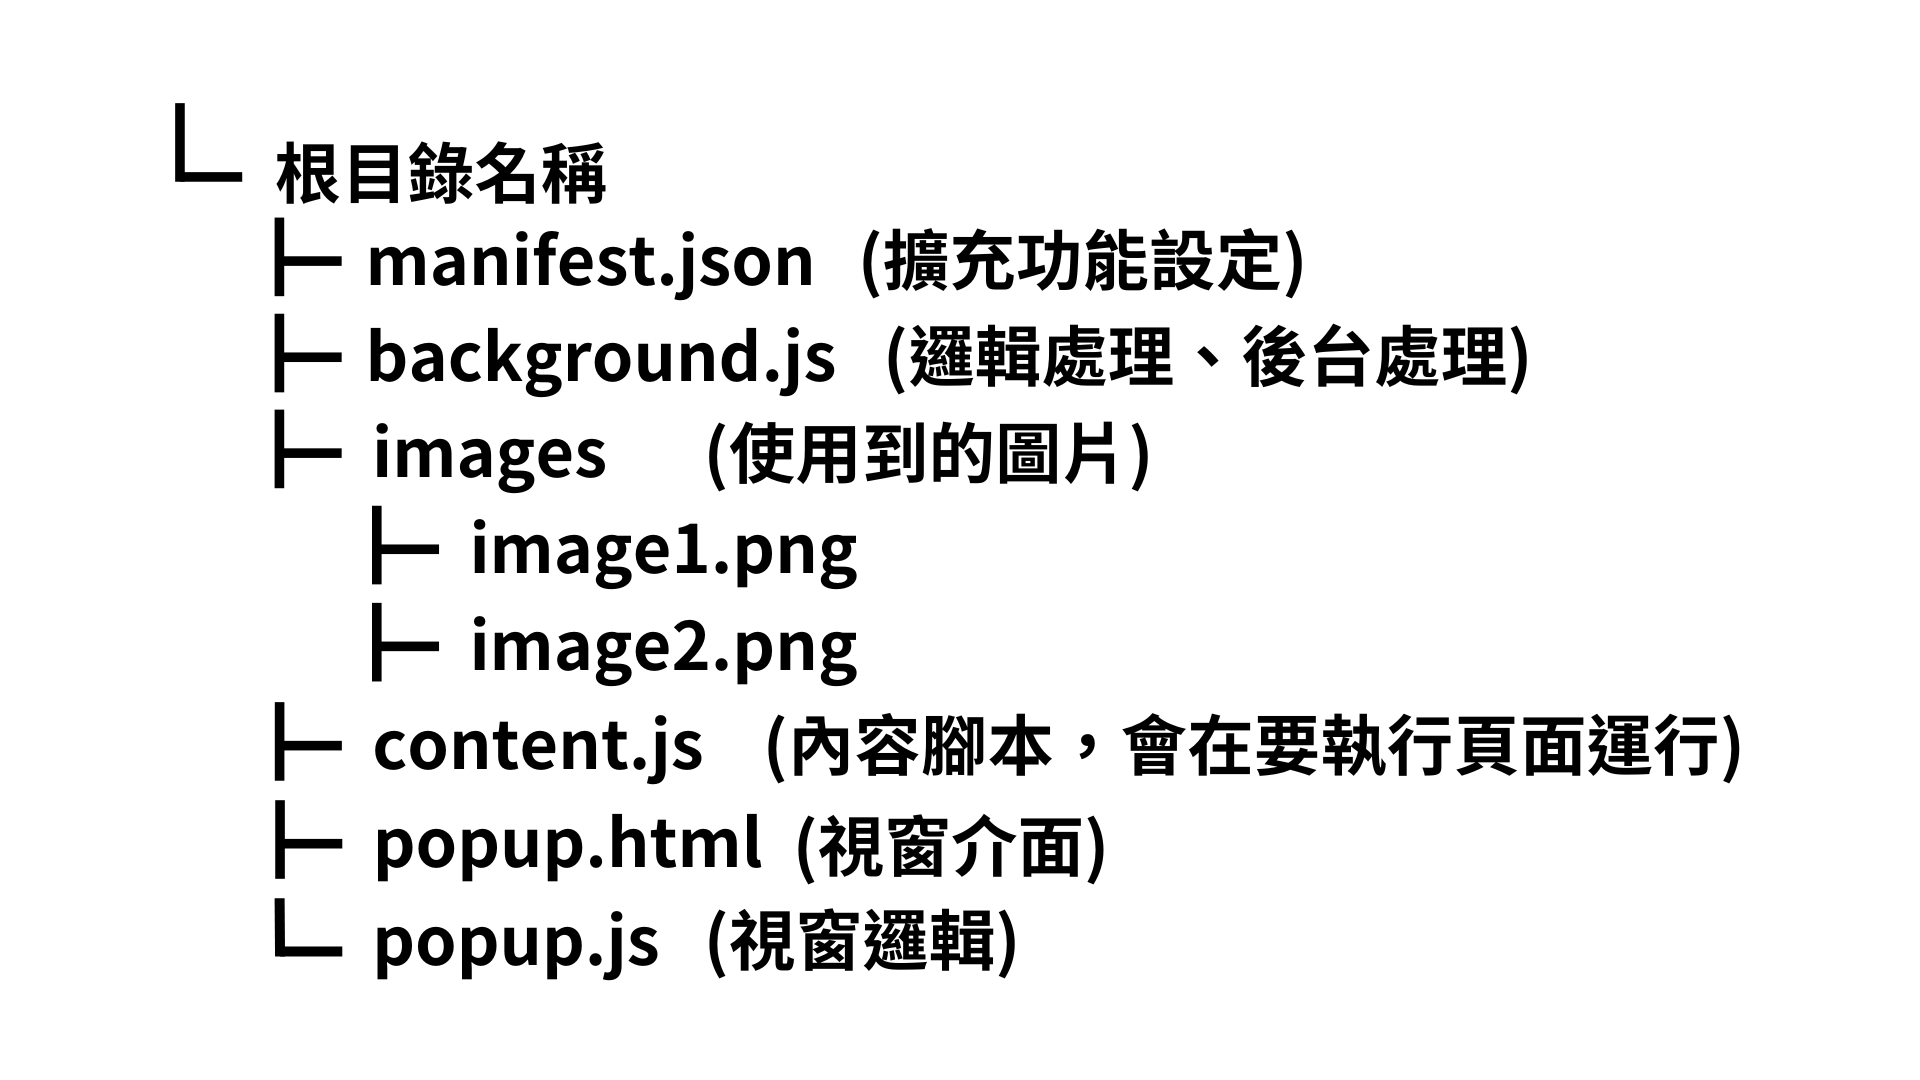 根目錄名稱
manifest.json (擴充功能設定)
background.js (邏輯處理、後台處理)
images (使用到的圖片)
image1.png
image2.png
content.js (內容腳本，會在要執行頁面運行)
popup.html (視窗介面)
popup.js (視窗邏輯)